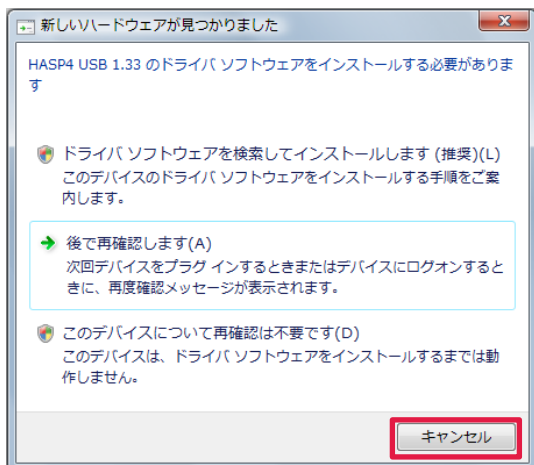 新しいハードウェアが見つかりました
HASP4 USB 1.33 のドライバ ソフトウェアをインストールする必要がありま
す
ドライバ ソフトウェアを検索してインストールします (推奨)(L)
このデバイスのドライバ ソフトウェアをインストールする手順をご案
内します。
後で再確認します(A)
次回デバイスをプラグ インするときまたはデバイスにログオンすると
きに、再度確認メッセージが表示されます。
このデバイスについて再確認は不要です(D)
このデバイスは、ドライバ ソフトウェアをインストールするまでは動
作しません。
キャンセル